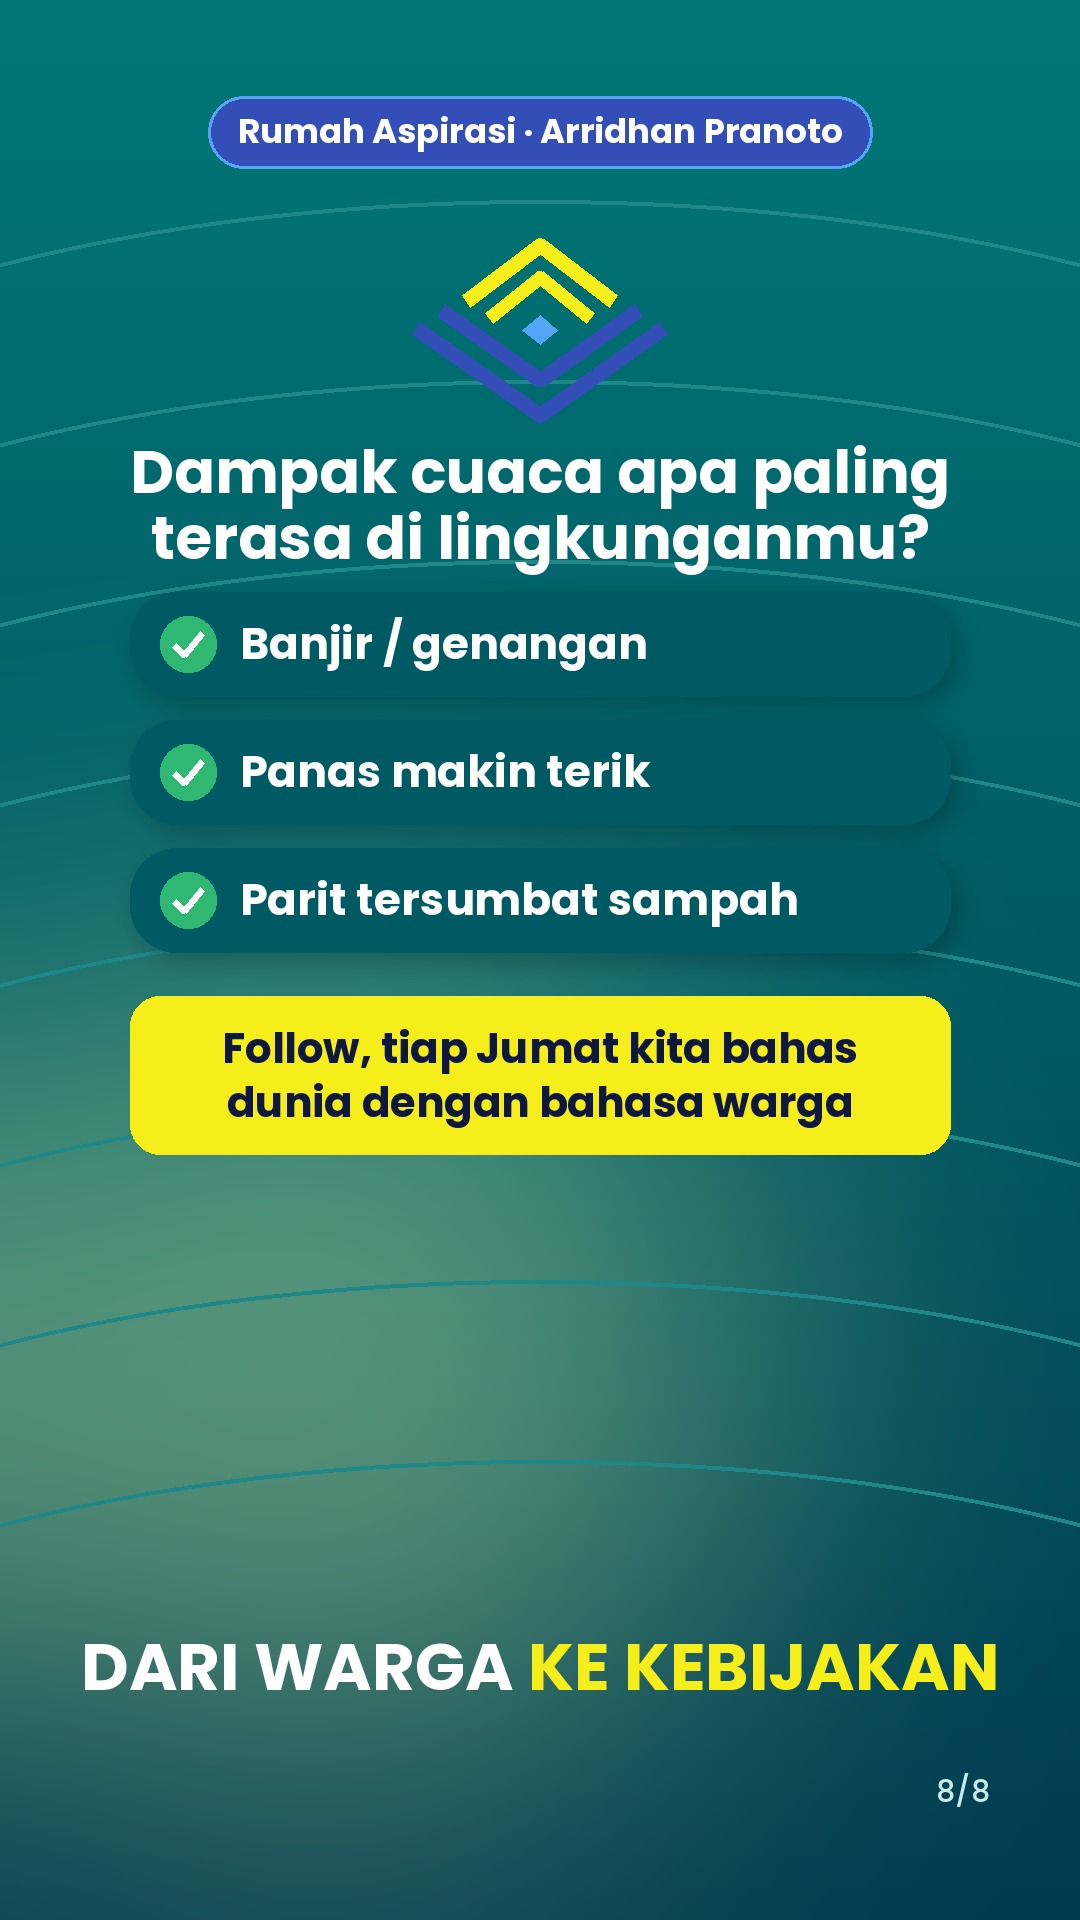 Rumah Aspirasi · Arridhan Pranoto
Dampak cuaca apa paling
terasa di lingkunganmu?
Banjir / genangan
Panas makin terik
Parit tersumbat sampah
Follow, tiap Jumat kita bahas
dunia dengan bahasa warga
DARI WARGA KE KEBIJAKAN
8/8